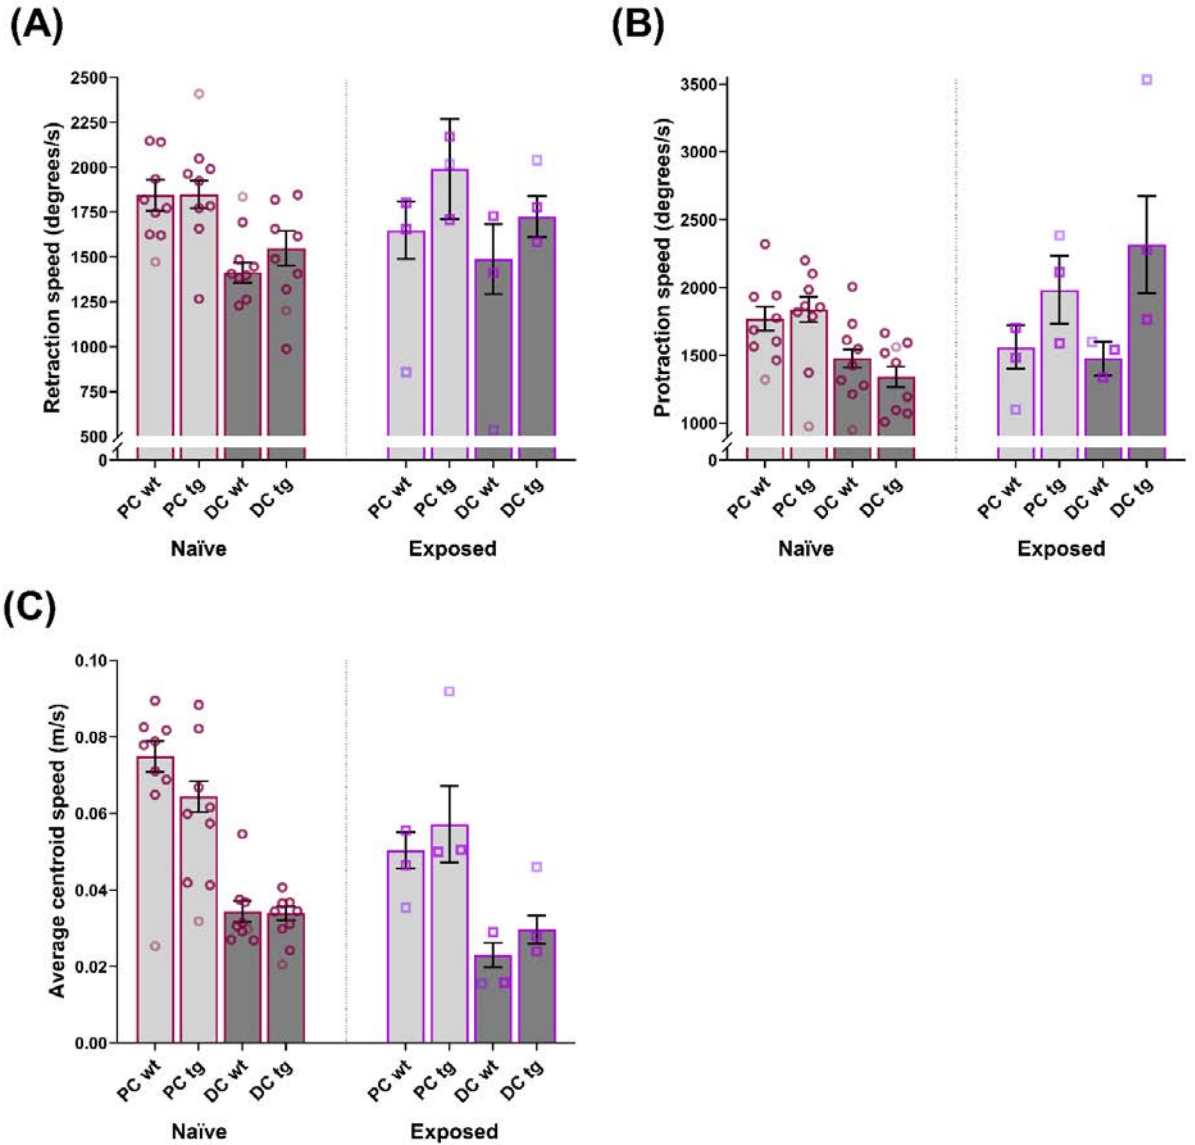 (A)
Retraction speed (degrees/s)
2500
2250
2000
1750
1500
1250
1000
750
500
0
PC wt
PC tg
DC wt
DC tg
PC wt
PC tg
DC wt
DC tg
Naïve
Exposed
(B)
Protraction speed (degrees/s)
3500
3000
2500
2000
1500
1000
0
PC wt
PC tg
DC wt
DC tg
PC wt
PC tg
DC wt
DC tg
Naïve
Exposed
(C)
Average centroid speed (m/s)
0.10
0.08
0.06
0.04
0.02
0.00
PC wt
PC tg
DC wt
DC tg
PC wt
PC tg
DC wt
DC tg
Naïve
Exposed